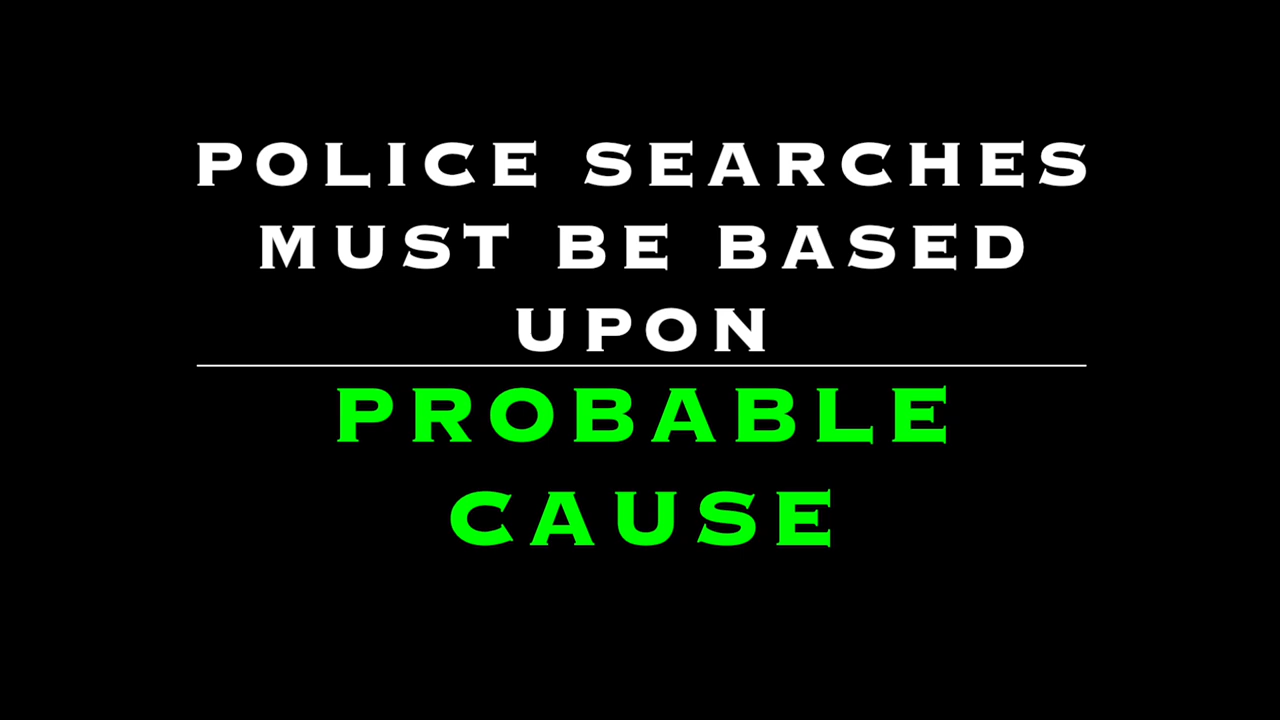 POLICE SEARCHES
MUST BE BASED
UPON
PROBABLE
CAUSE